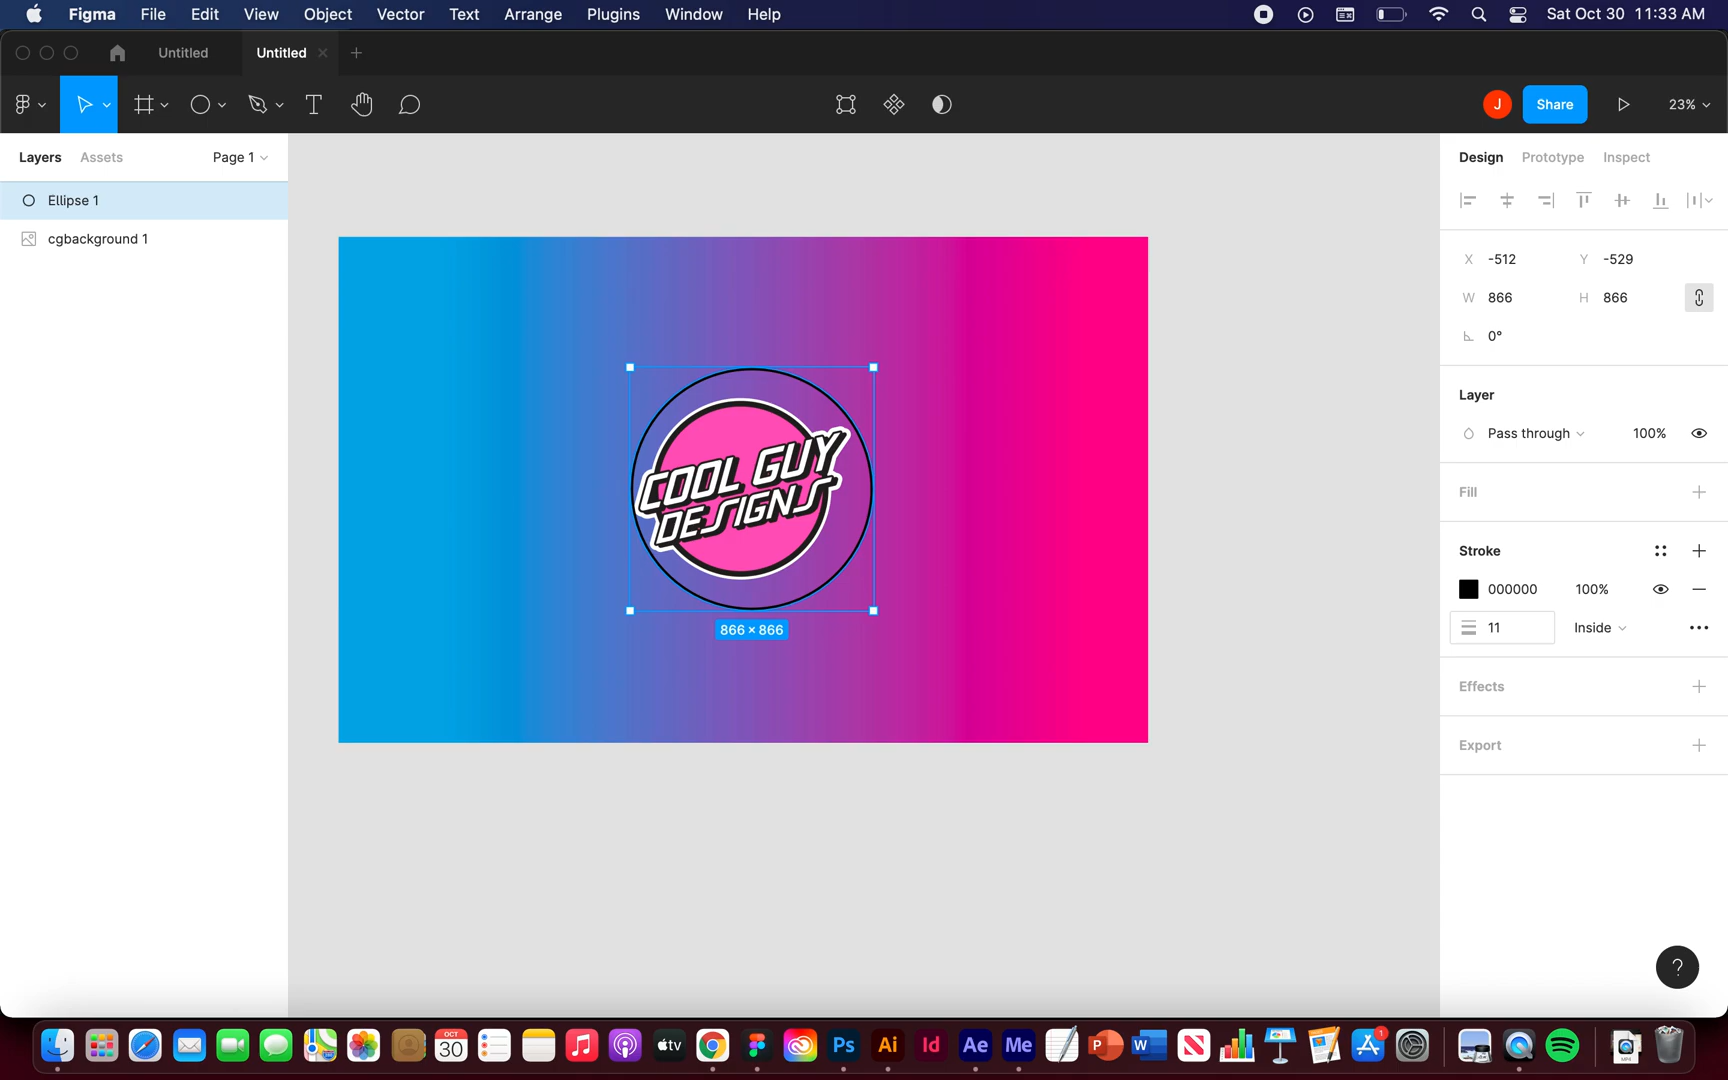 Figma File Edit View Object Vector Text Arrange Plugins Window Help Sat Oct 30 11:33 AM
Untitled Untitled
J Share 23%
Layers Assets Page 1
Design Prototype Inspect
Ellipse 1
cgbackground 1
X -512 Y -529
W 866 H 866
0°
Layer
Pass through 100%
Fill
Stroke
000000 100%
11 Inside
Effects
Export
COOL GUY
DESIGNS
866 × 866
?
OCT
30
tv
Ps Ai Id Ae Me
P W
1
MP4